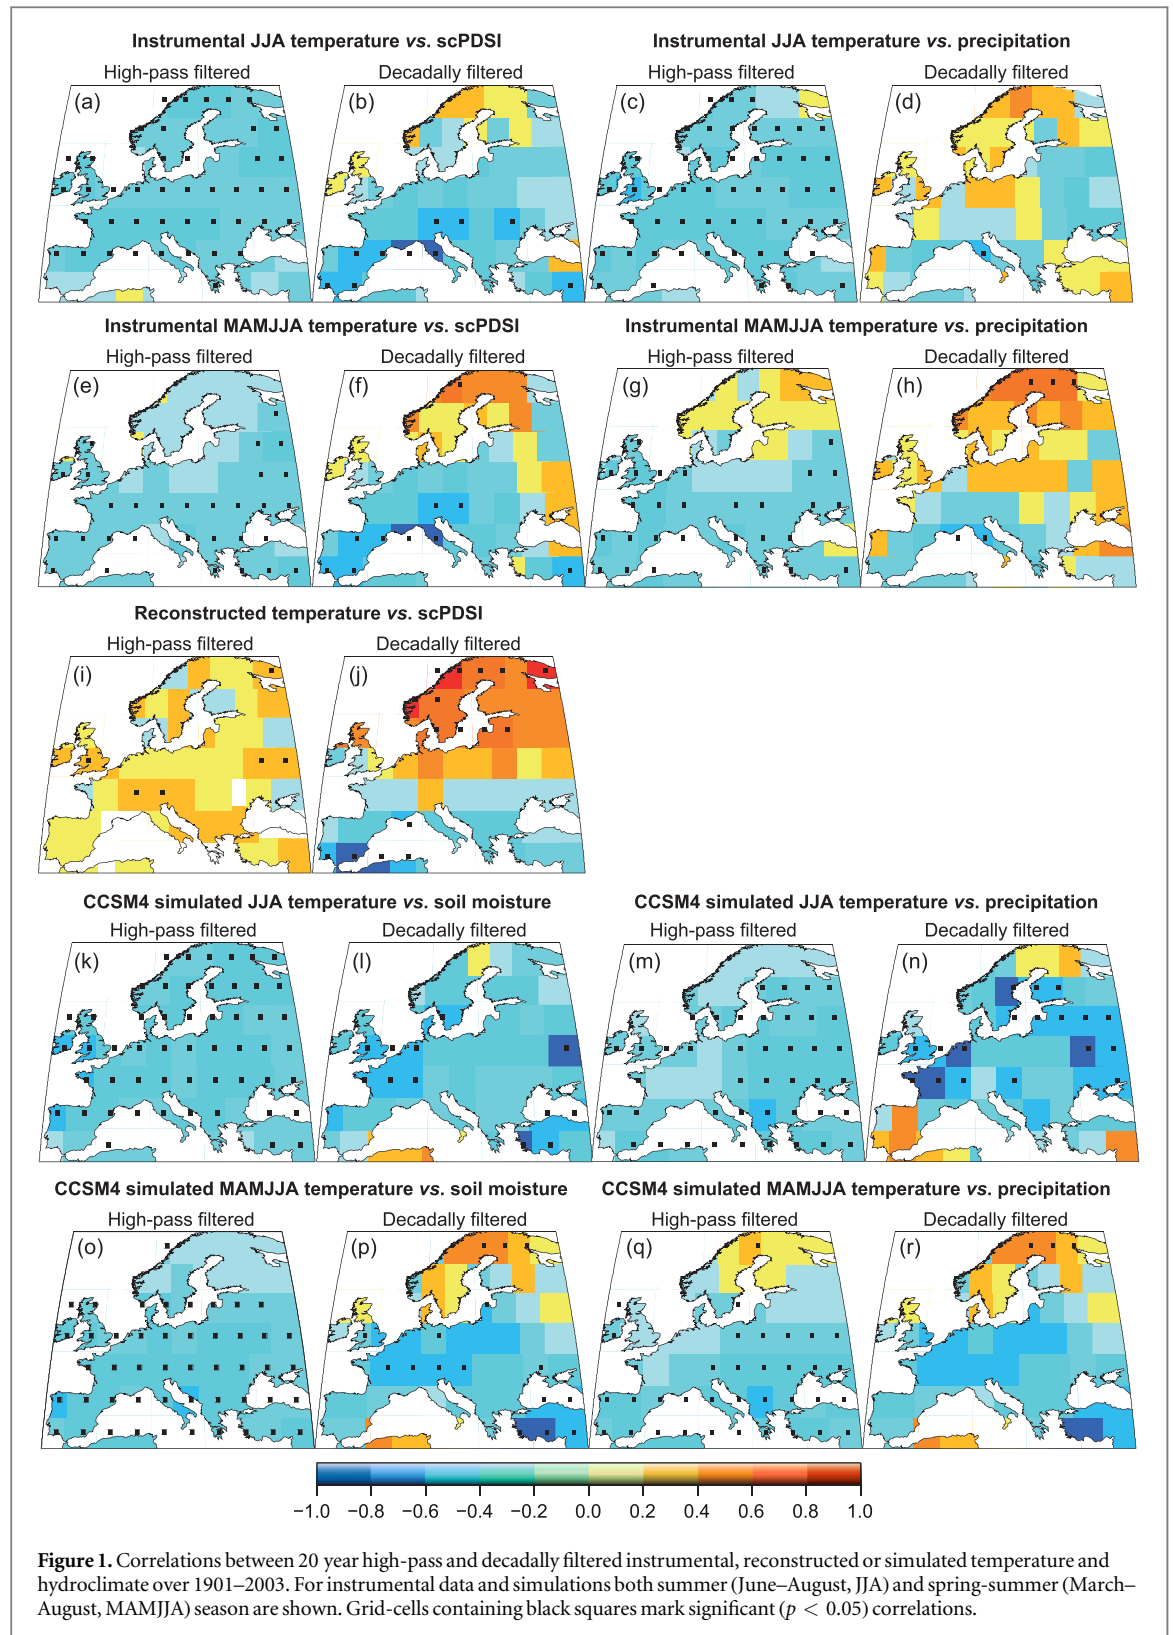 Instrumental JJA temperature vs. scPDSI
Instrumental JJA temperature vs. precipitation
High-pass filtered
Decadally filtered
High-pass filtered
Decadally filtered
(a)
(b)
(c)
(d)
Instrumental MAMJJA temperature vs. scPDSI
Instrumental MAMJJA temperature vs. precipitation
High-pass filtered
Decadally filtered
High-pass filtered
Decadally filtered
(e)
(f)
(g)
(h)
Reconstructed temperature vs. scPDSI
High-pass filtered
Decadally filtered
(i)
(j)
CCSM4 simulated JJA temperature vs. soil moisture
CCSM4 simulated JJA temperature vs. precipitation
High-pass filtered
Decadally filtered
High-pass filtered
Decadally filtered
(k)
(l)
(m)
(n)
CCSM4 simulated MAMJJA temperature vs. soil moisture
CCSM4 simulated MAMJJA temperature vs. precipitation
High-pass filtered
Decadally filtered
High-pass filtered
Decadally filtered
(o)
(p)
(q)
(r)
−1.0 −0.8 −0.6 −0.4 −0.2 0.0 0.2 0.4 0.6 0.8 1.0
Figure 1. Correlations between 20 year high-pass and decadally filtered instrumental, reconstructed or simulated temperature and
hydroclimate over 1901–2003. For instrumental data and simulations both summer (June–August, JJA) and spring-summer (March–
August, MAMJJA) season are shown. Grid-cells containing black squares mark significant (p < 0.05) correlations.